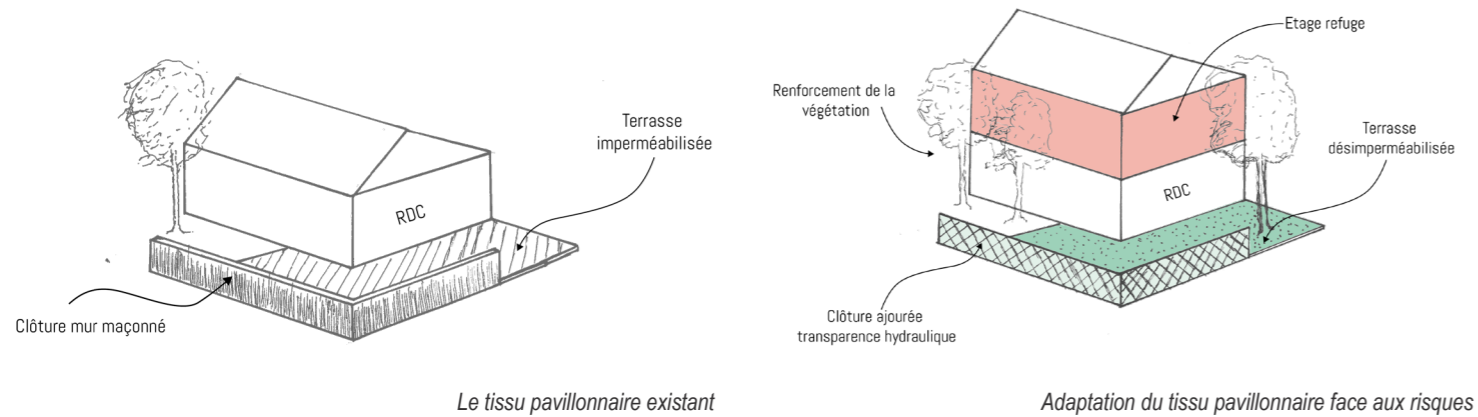 Terrasse
imperméabilisée
RDC
Clôture mur maçonné
Le tissu pavillonnaire existant
Etage refuge
Renforcement de la
végétation
Terrasse
désimperméabilisée
RDC
Clôture ajourée
transparence hydraulique
Adaptation du tissu pavillonnaire face aux risques